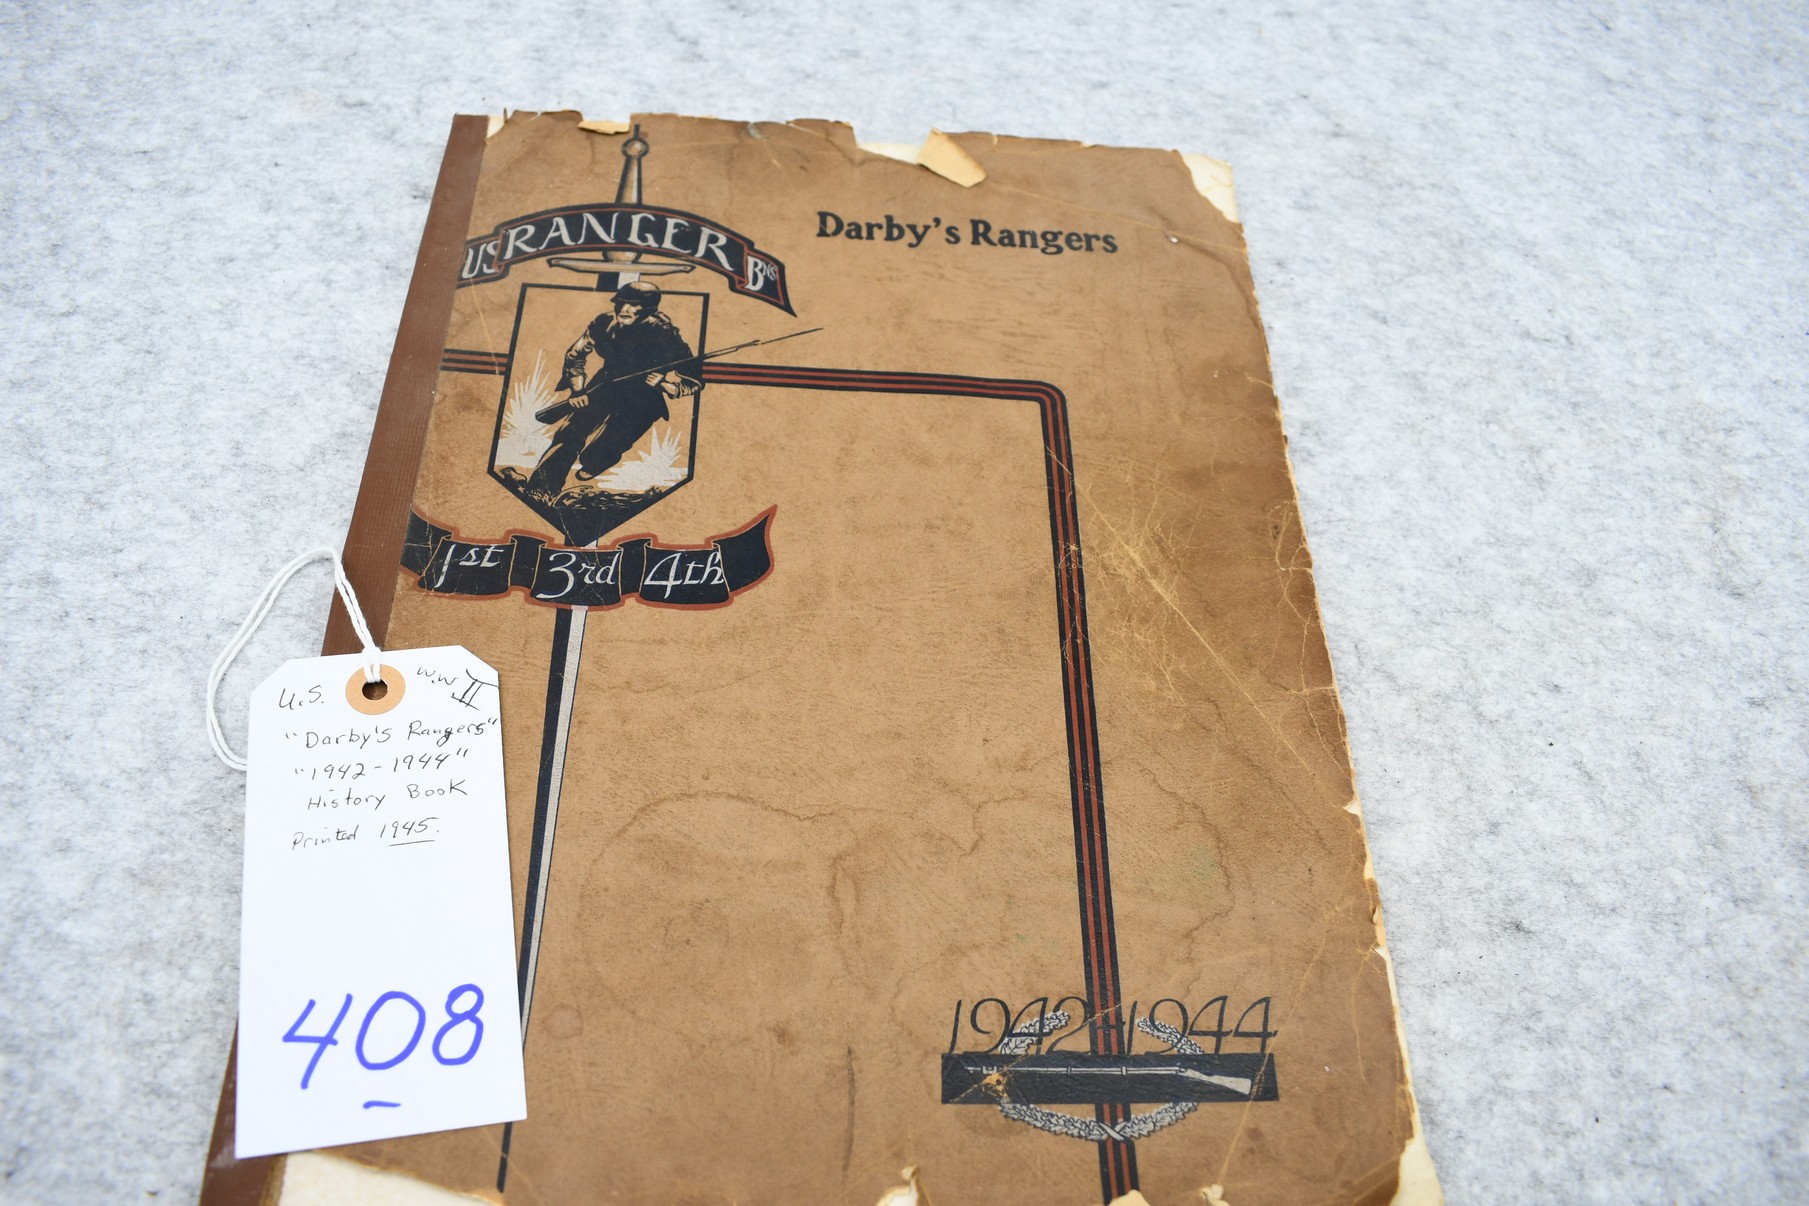 US RANGER Bns
Darby's Rangers
1st 3rd 4th
U.S. W.W II
"Darby's Rangers"
"1942-1944"
History Book
Printed 1945.
408
1942-1944